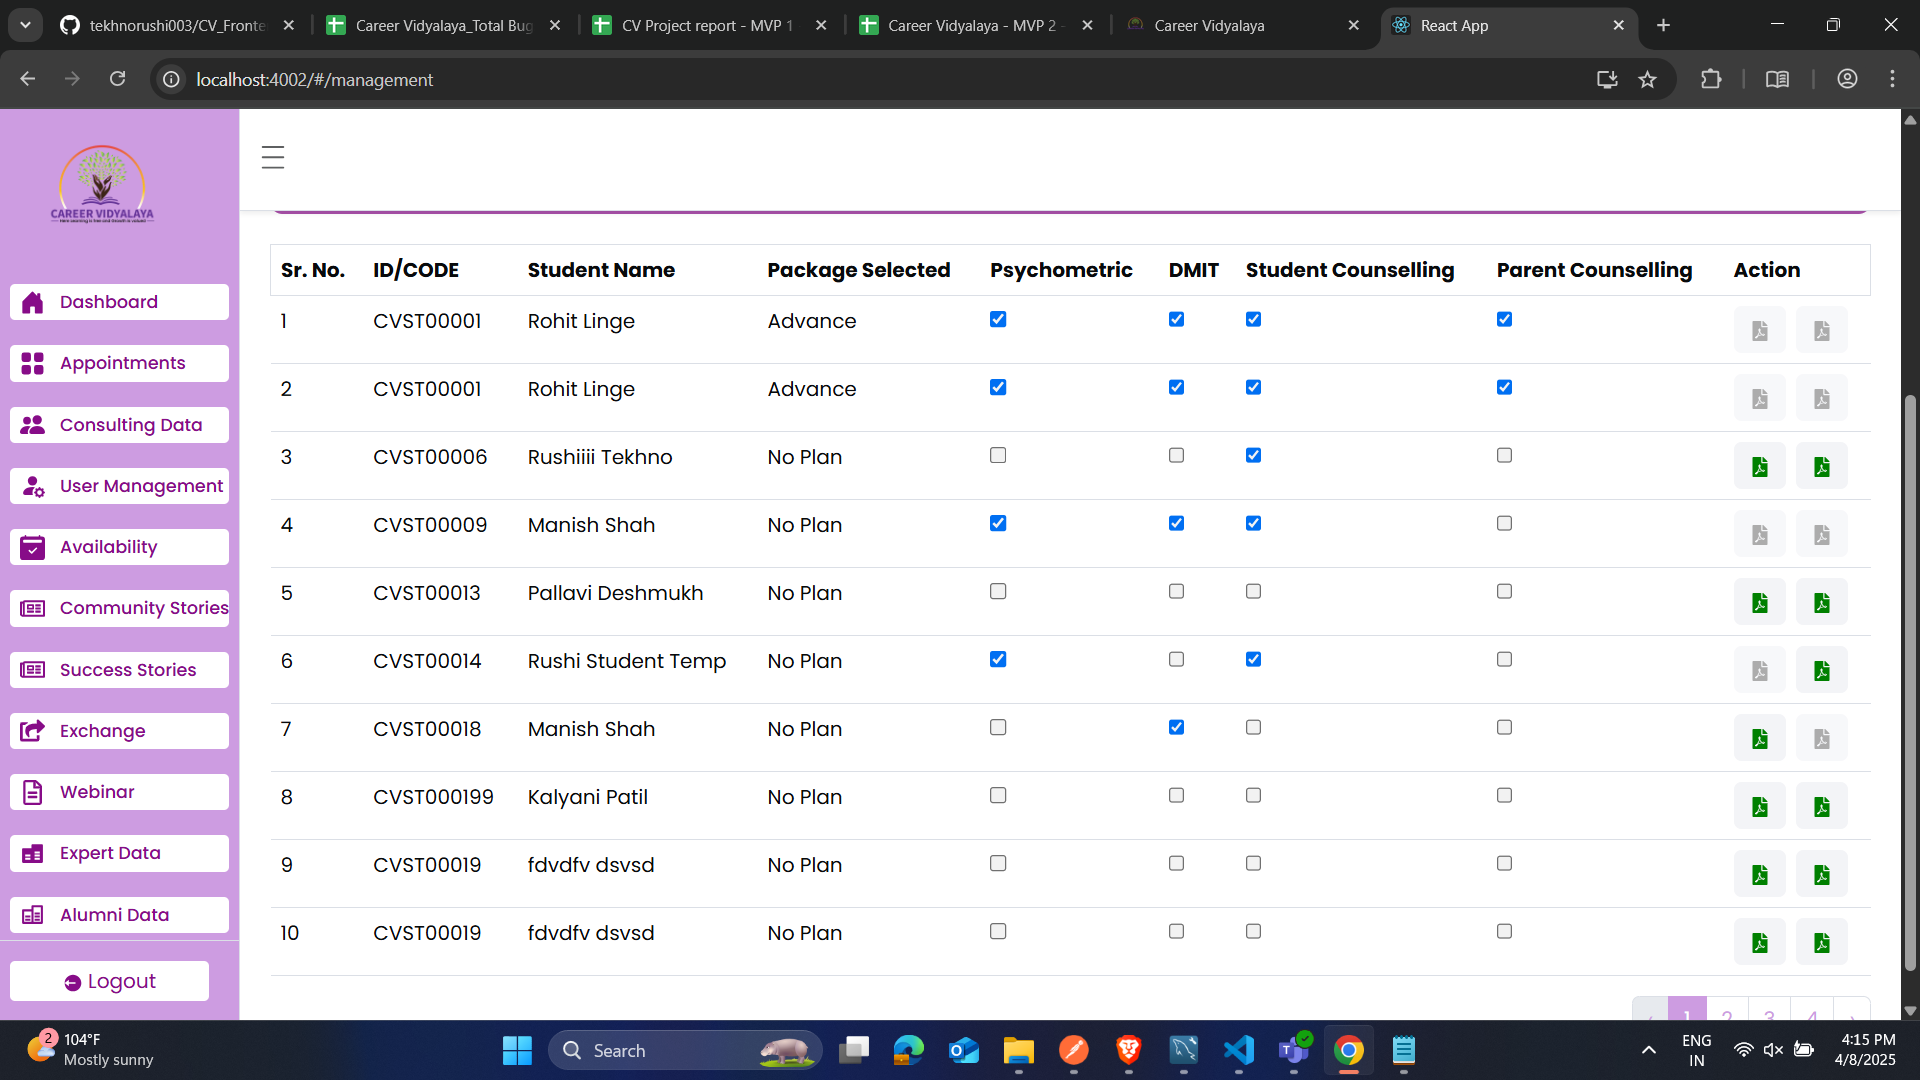 tekhnorushi003/CV_Fronte
Career Vidyalaya_Total Bug
CV Project report - MVP 1
Career Vidyalaya - MVP 2 -
Career Vidyalaya
React App
localhost:4002/#/management
CAREER VIDYALAYA
Dashboard
Appointments
Consulting Data
User Management
Availability
Community Stories
Success Stories
Exchange
Webinar
Expert Data
Alumni Data
Logout
Sr. No. ID/CODE Student Name Package Selected Psychometric DMIT Student Counselling Parent Counselling Action
1 CVST00001 Rohit Linge Advance
2 CVST00001 Rohit Linge Advance
3 CVST00006 Rushiiii Tekhno No Plan
4 CVST00009 Manish Shah No Plan
5 CVST00013 Pallavi Deshmukh No Plan
6 CVST00014 Rushi Student Temp No Plan
7 CVST00018 Manish Shah No Plan
8 CVST000199 Kalyani Patil No Plan
9 CVST00019 fdvdfv dsvsd No Plan
10 CVST00019 fdvdfv dsvsd No Plan
‹ 1 2 3 4 ›
2
104°F
Mostly sunny
Search
ENG
IN
4:15 PM
4/8/2025